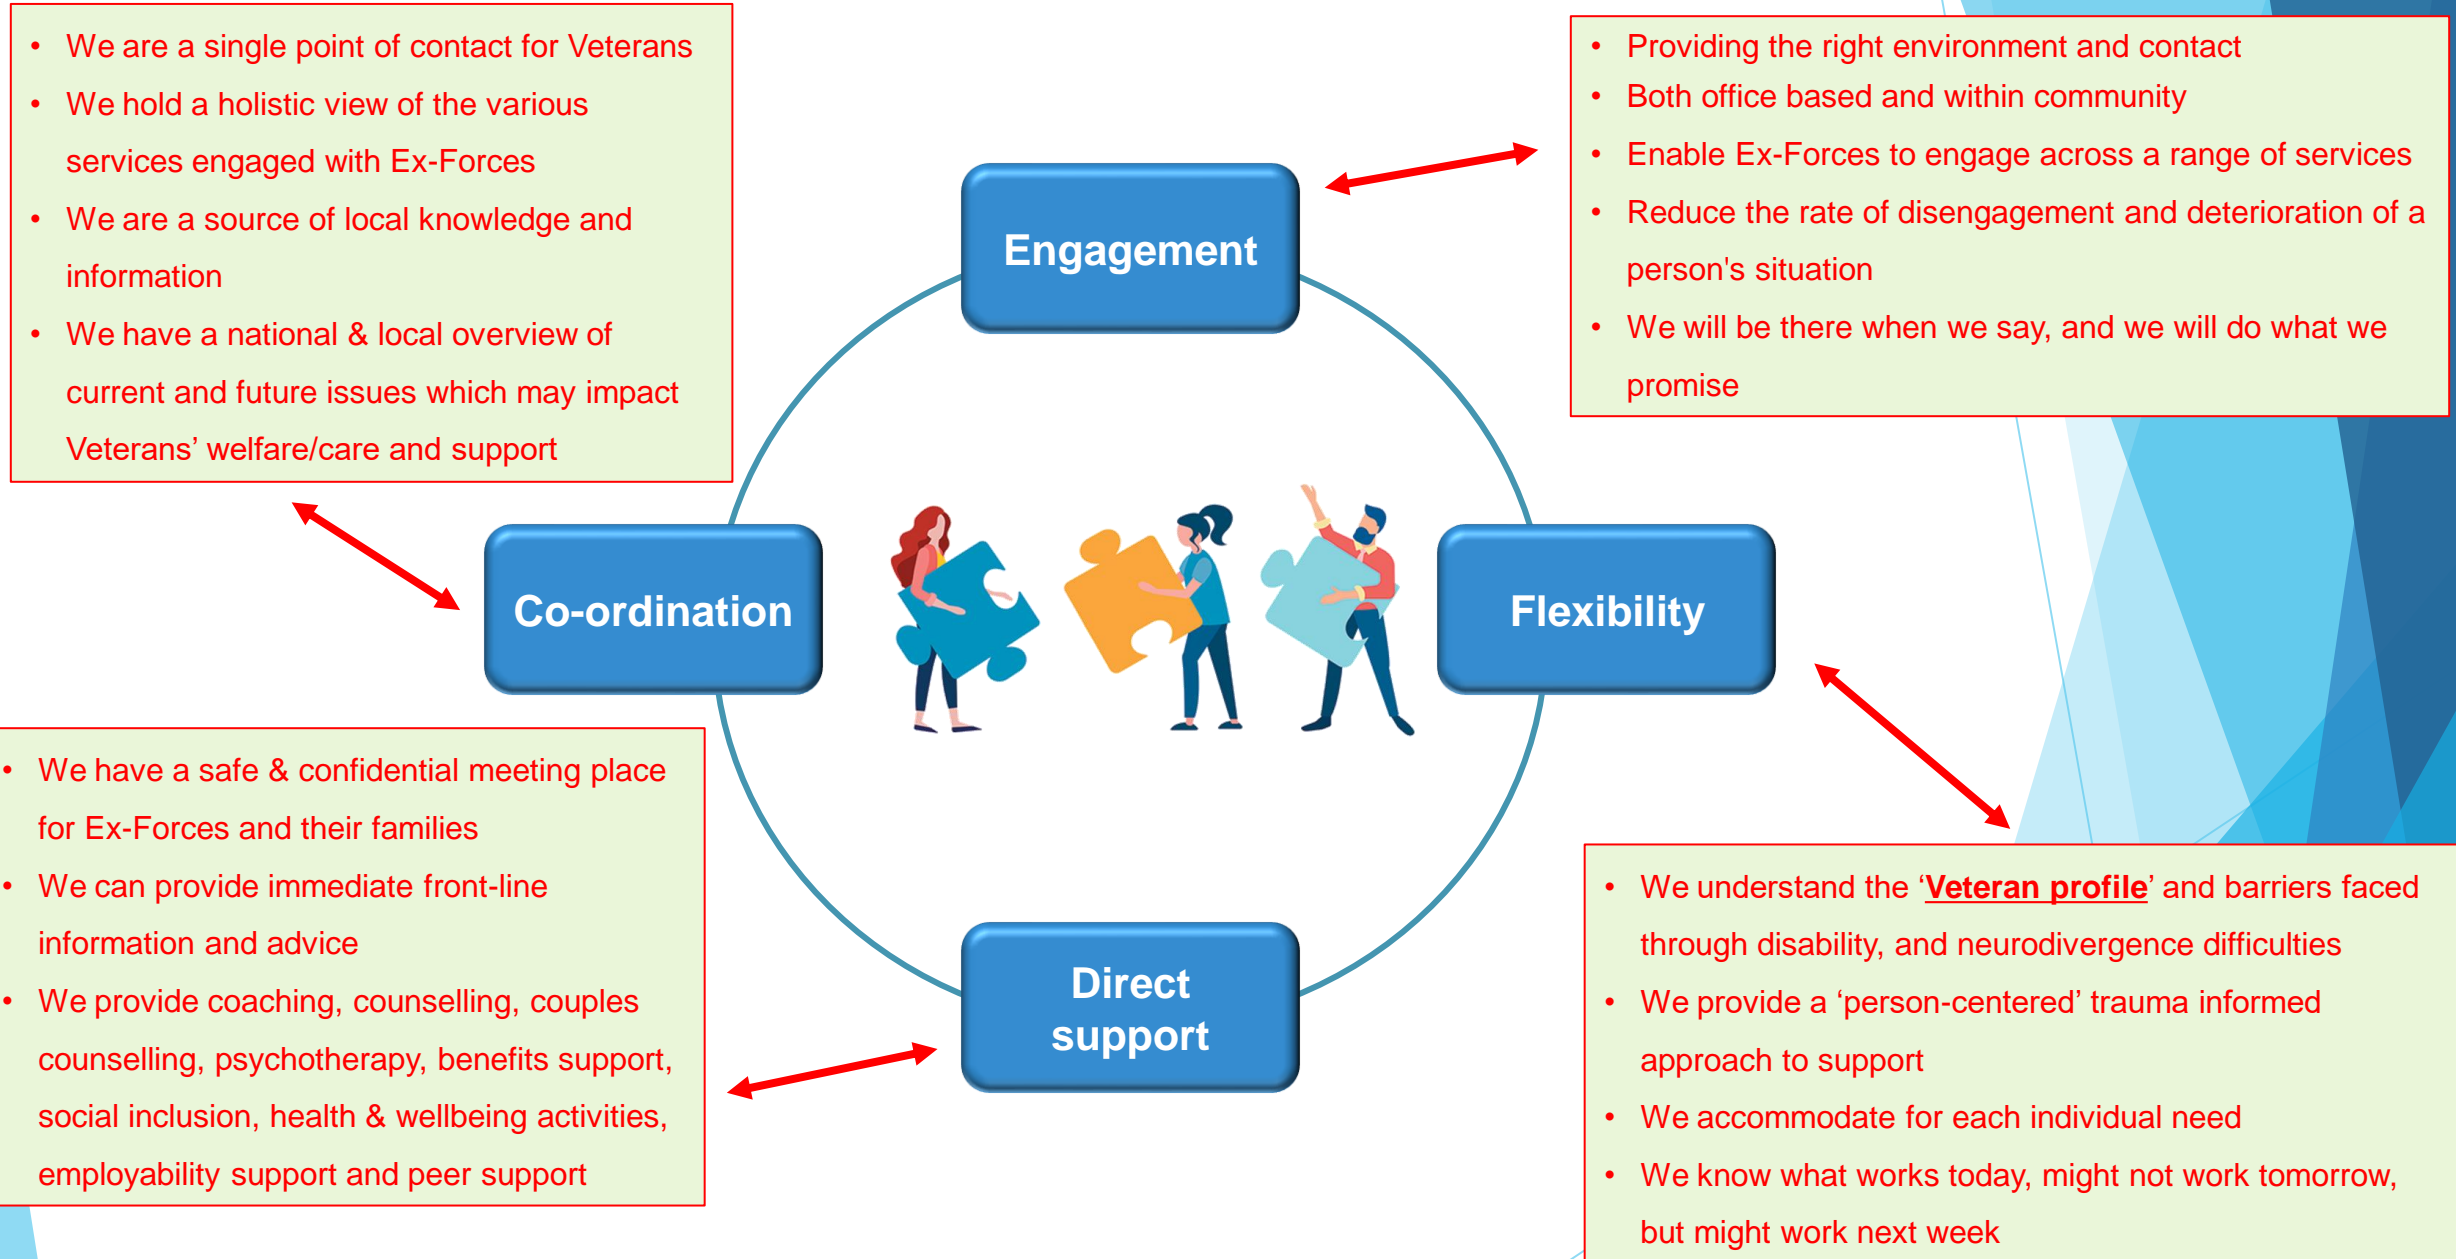 • We are a single point of contact for Veterans
• We hold a holistic view of the various
services engaged with Ex-Forces
• We are a source of local knowledge and
information
• We have a national & local overview of
current and future issues which may impact
Veterans’ welfare/care and support
• Providing the right environment and contact
• Both office based and within community
• Enable Ex-Forces to engage across a range of services
• Reduce the rate of disengagement and deterioration of a
person's situation
• We will be there when we say, and we will do what we
promise
Engagement
Co-ordination
Flexibility
Direct
support
• We have a safe & confidential meeting place
for Ex-Forces and their families
• We can provide immediate front-line
information and advice
• We provide coaching, counselling, couples
counselling, psychotherapy, benefits support,
social inclusion, health & wellbeing activities,
employability support and peer support
• We understand the ‘Veteran profile’ and barriers faced
through disability, and neurodivergence difficulties
• We provide a ‘person-centered’ trauma informed
approach to support
• We accommodate for each individual need
• We know what works today, might not work tomorrow,
but might work next week